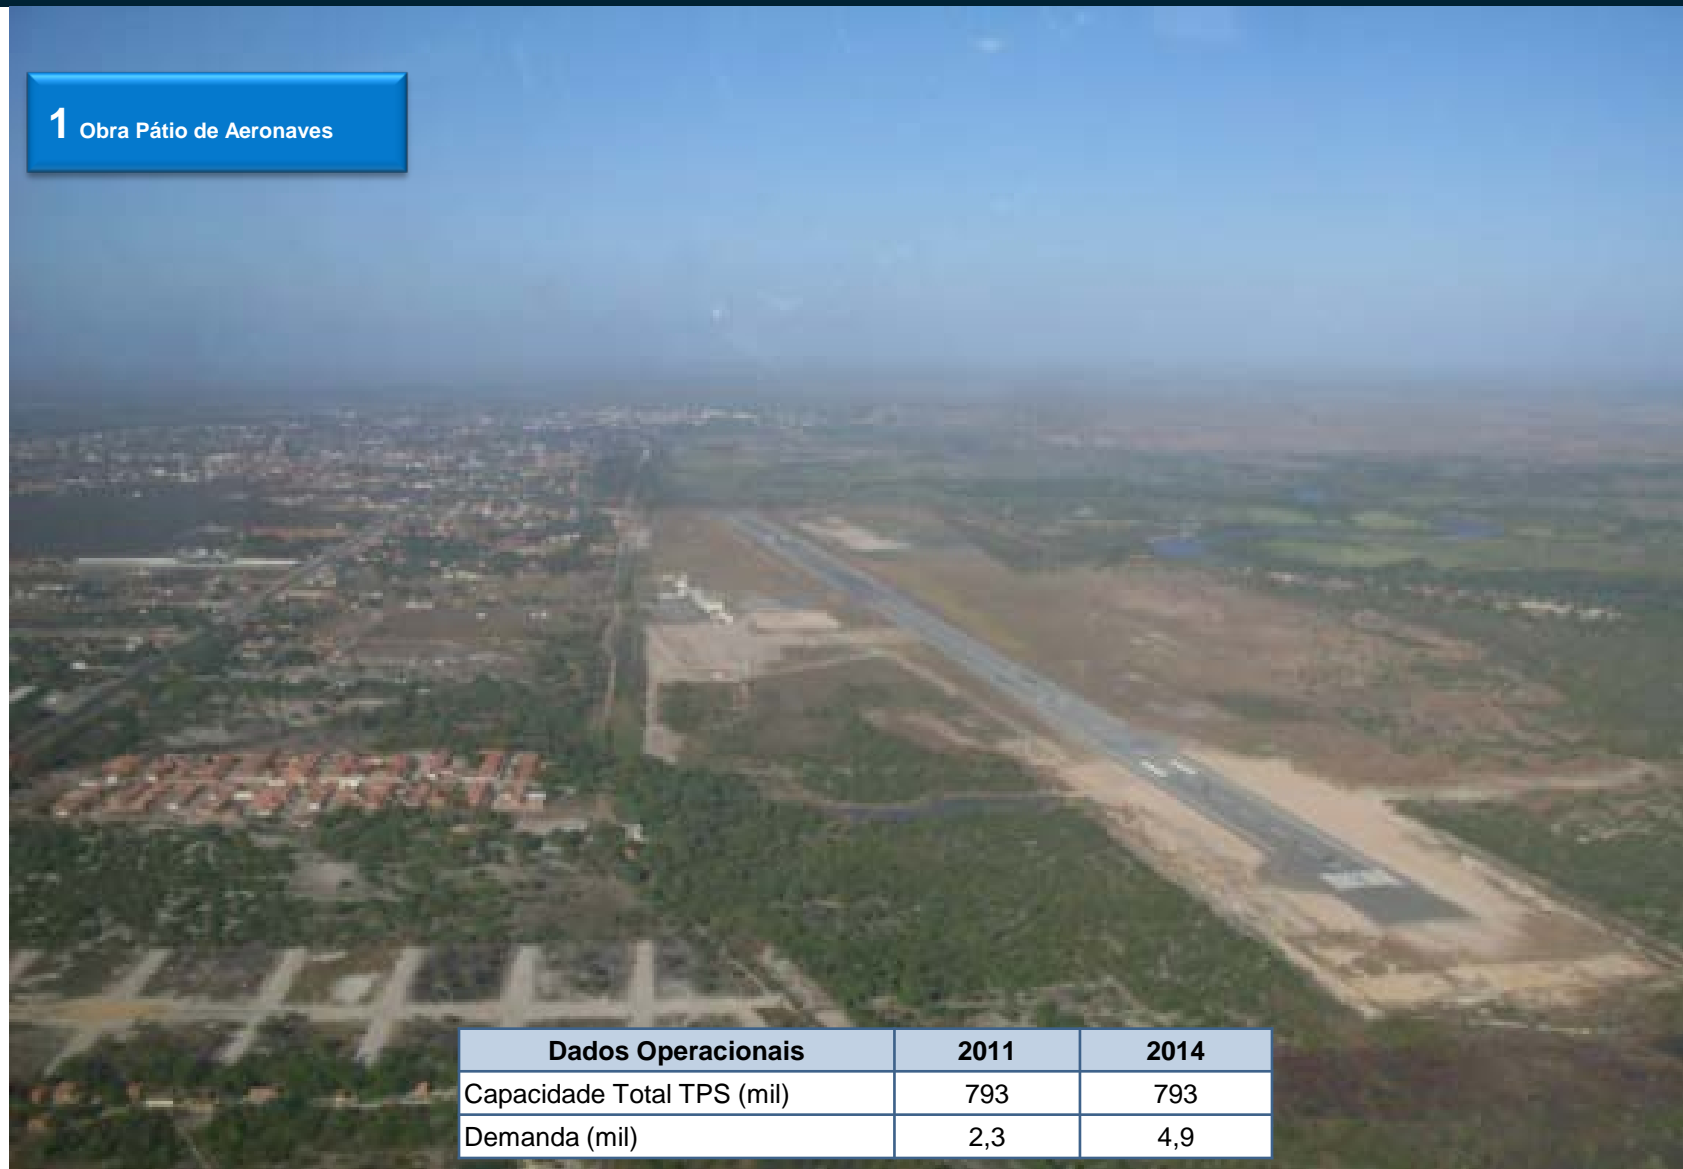 1 Obra Pátio de Aeronaves
Dados Operacionais 2011 2014
Capacidade Total TPS (mil) 793 793
Demanda (mil) 2,3 4,9